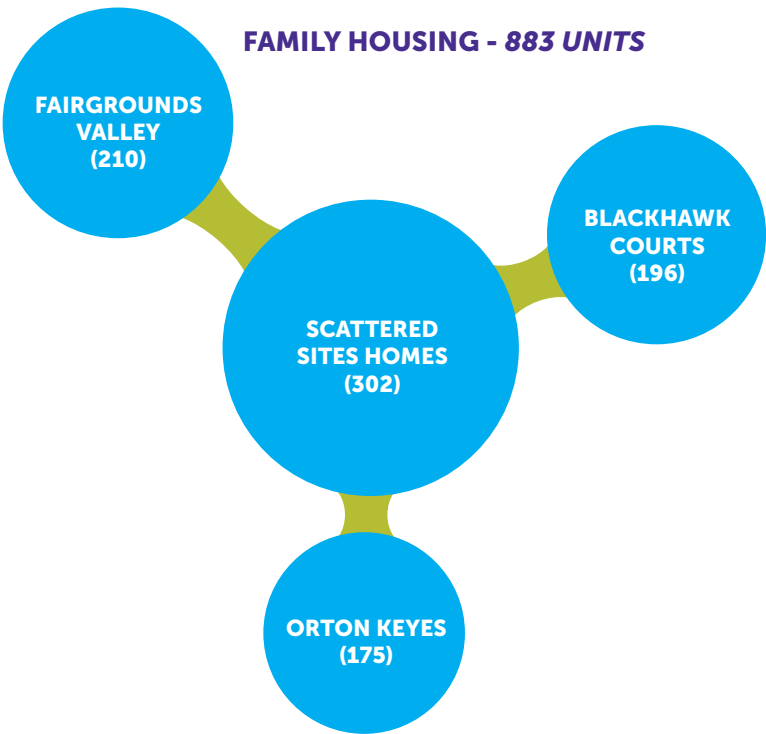 FAMILY HOUSING - 883 UNITS
FAIRGROUNDS
VALLEY
(210)
BLACKHAWK
COURTS
(196)
SCATTERED
SITES HOMES
(302)
ORTON KEYES
(175)